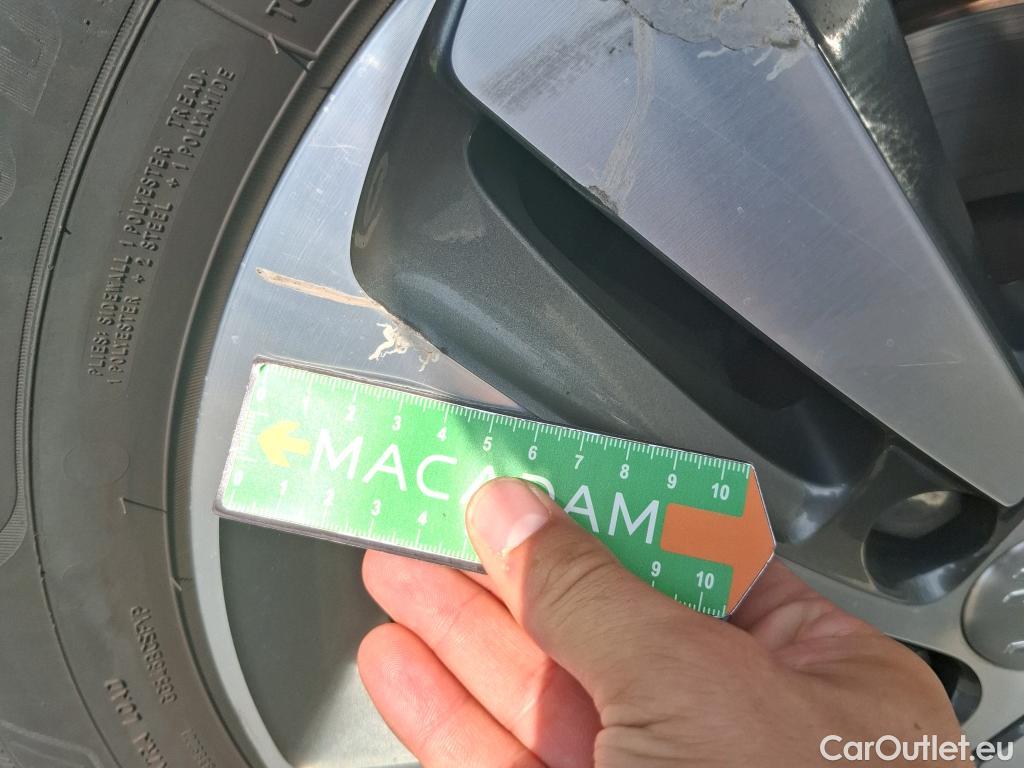 PLIES: SIDEWALL 1 POLYESTER TREAD:
1 POLYESTER + 2 STEEL + 1 POLYAMIDE
0 1 2 3 4 5 6 7 8 9 10
MACADAM
0 1 2 3 4 9 10
CarOutlet.eu